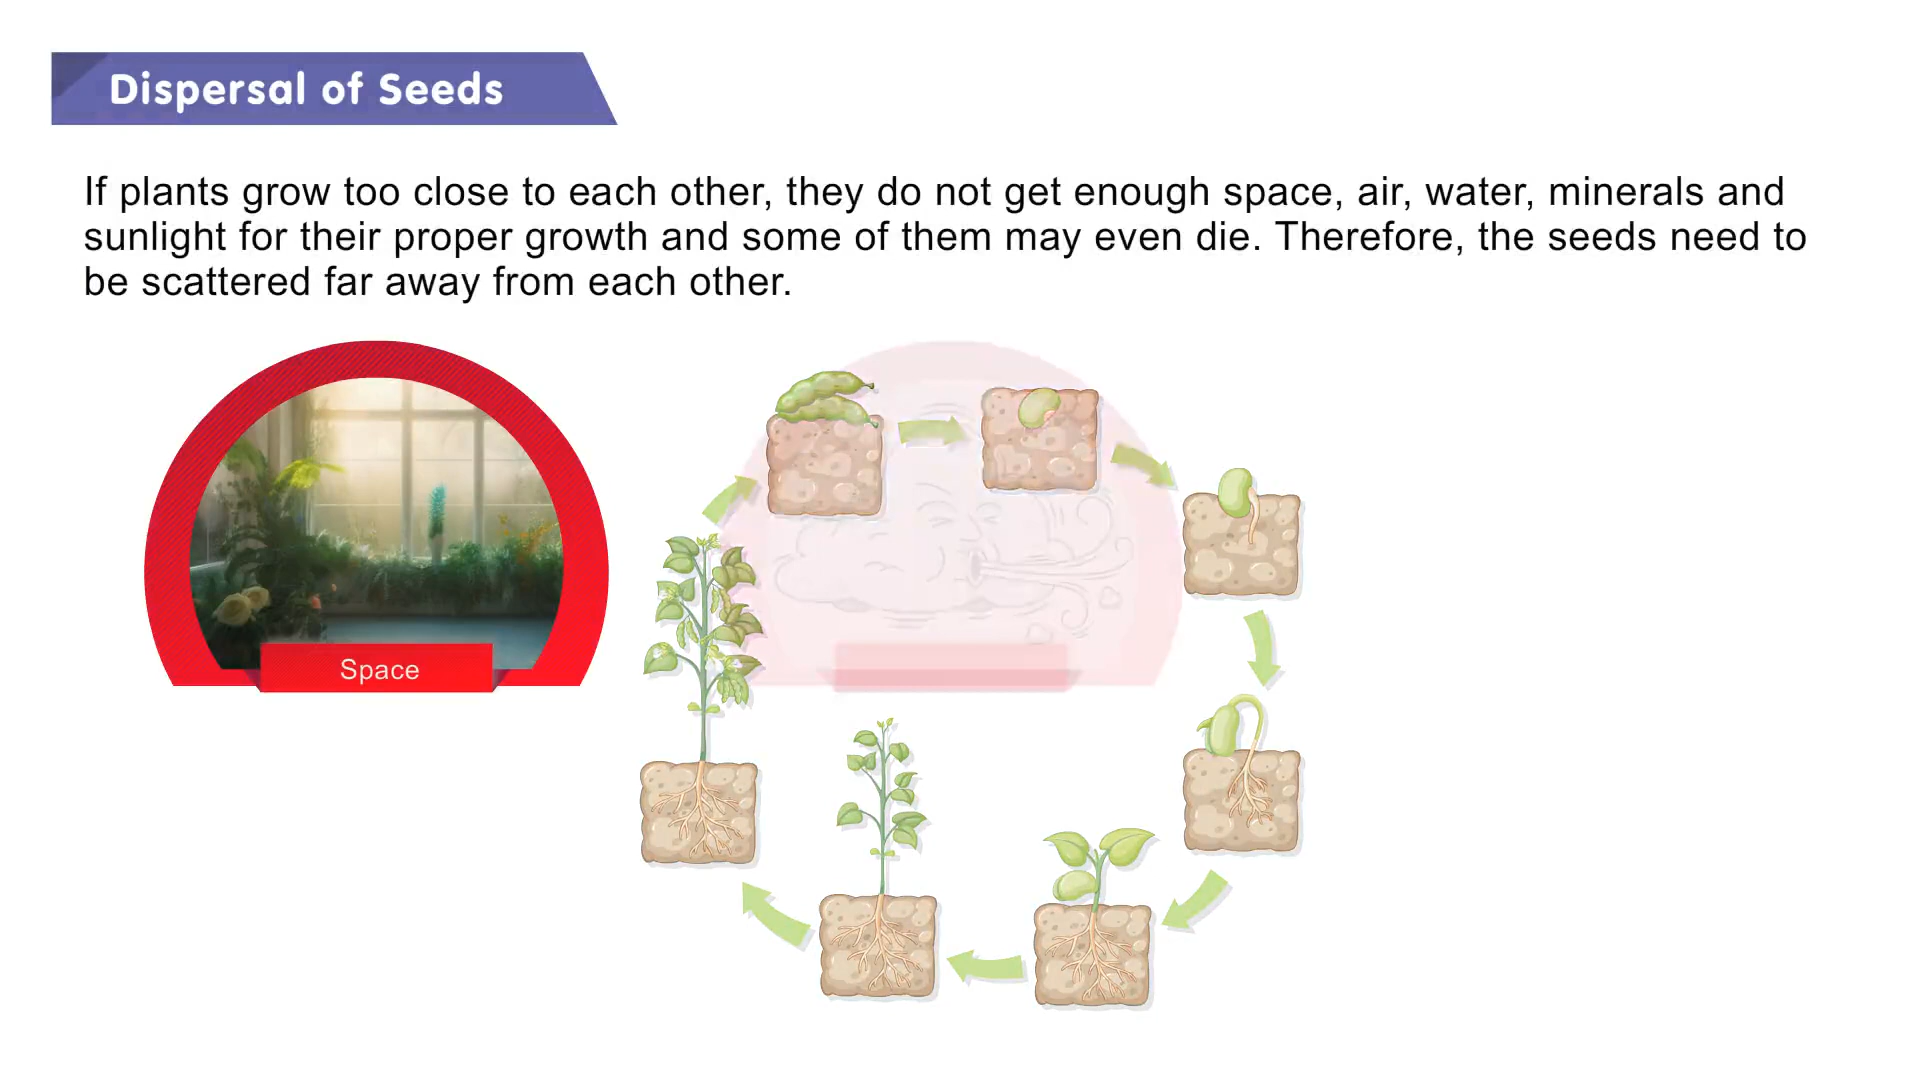 Dispersal of Seeds
If plants grow too close to each other, they do not get enough space, air, water, minerals and
sunlight for their proper growth and some of them may even die. Therefore, the seeds need to
be scattered far away from each other.
Space